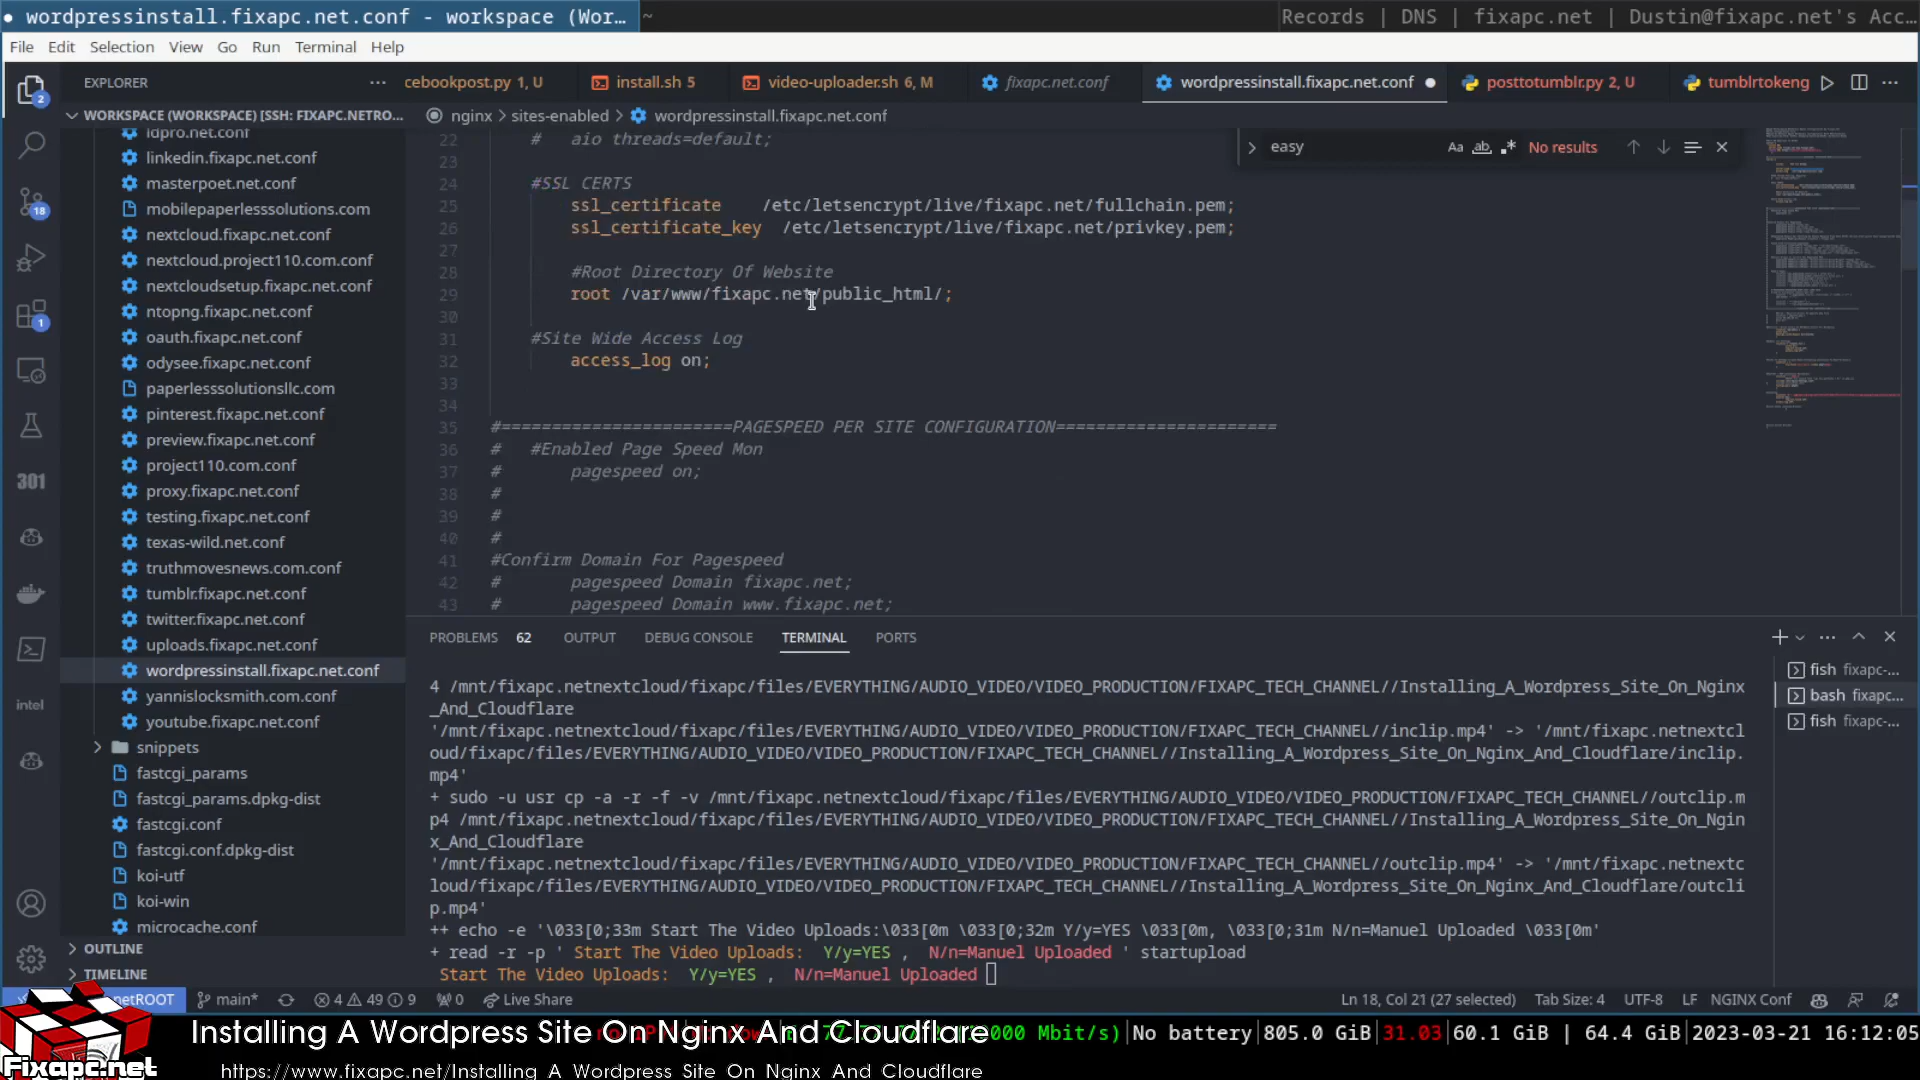 ● wordpressinstall.fixapc.net.conf - workspace (Wor…
~
Records | DNS | fixapc.net | Dustin@fixapc.net's Acc…
File Edit Selection View Go Run Terminal Help
EXPLORER ···
cebookpost.py 1, U
install.sh 5
video-uploader.sh 6, M
fixapc.net.conf
wordpressinstall.fixapc.net.conf ●
posttotumblr.py 2, U
tumblrtokeng
WORKSPACE (WORKSPACE) [SSH: FIXAPC.NETRO…
nginx > sites-enabled > wordpressinstall.fixapc.net.conf
easy
Aa ab .* No results
ldpro.net.conf
linkedin.fixapc.net.conf
masterpoet.net.conf
mobilepaperlesssolutions.com
nextcloud.fixapc.net.conf
nextcloud.project110.com.conf
nextcloudsetup.fixapc.net.conf
ntopng.fixapc.net.conf
oauth.fixapc.net.conf
odysee.fixapc.net.conf
paperlesssolutionsllc.com
pinterest.fixapc.net.conf
preview.fixapc.net.conf
project110.com.conf
proxy.fixapc.net.conf
testing.fixapc.net.conf
texas-wild.net.conf
truthmovesnews.com.conf
tumblr.fixapc.net.conf
twitter.fixapc.net.conf
uploads.fixapc.net.conf
wordpressinstall.fixapc.net.conf
yannislocksmith.com.conf
youtube.fixapc.net.conf
snippets
fastcgi_params
fastcgi_params.dpkg-dist
fastcgi.conf
fastcgi.conf.dpkg-dist
koi-utf
koi-win
microcache.conf
OUTLINE
TIMELINE
2
18
1
301
intel
22 # aio threads=default;
23
24 #SSL CERTS
25 ssl_certificate /etc/letsencrypt/live/fixapc.net/fullchain.pem;
26 ssl_certificate_key /etc/letsencrypt/live/fixapc.net/privkey.pem;
27
28 #Root Directory Of Website
29 root /var/www/fixapc.net/public_html/;
30
31 #Site Wide Access Log
32 access_log on;
33
34
35 #=======================PAGESPEED PER SITE CONFIGURATION======================
36 # #Enabled Page Speed Mon
37 # pagespeed on;
38 #
39 #
40 #
41 #Confirm Domain For Pagespeed
42 # pagespeed Domain fixapc.net;
43 # pagespeed Domain www.fixapc.net;
PROBLEMS 62 OUTPUT DEBUG CONSOLE TERMINAL PORTS
4 /mnt/fixapc.netnextcloud/fixapc/files/EVERYTHING/AUDIO_VIDEO/VIDEO_PRODUCTION/FIXAPC_TECH_CHANNEL//Installing_A_Wordpress_Site_On_Nginx
_And_Cloudflare
'/mnt/fixapc.netnextcloud/fixapc/files/EVERYTHING/AUDIO_VIDEO/VIDEO_PRODUCTION/FIXAPC_TECH_CHANNEL//inclip.mp4' -> '/mnt/fixapc.netnextcl
oud/fixapc/files/EVERYTHING/AUDIO_VIDEO/VIDEO_PRODUCTION/FIXAPC_TECH_CHANNEL//Installing_A_Wordpress_Site_On_Nginx_And_Cloudflare/inclip.
mp4'
+ sudo -u usr cp -a -r -f -v /mnt/fixapc.netnextcloud/fixapc/files/EVERYTHING/AUDIO_VIDEO/VIDEO_PRODUCTION/FIXAPC_TECH_CHANNEL//outclip.m
p4 /mnt/fixapc.netnextcloud/fixapc/files/EVERYTHING/AUDIO_VIDEO/VIDEO_PRODUCTION/FIXAPC_TECH_CHANNEL//Installing_A_Wordpress_Site_On_Ngin
x_And_Cloudflare
'/mnt/fixapc.netnextcloud/fixapc/files/EVERYTHING/AUDIO_VIDEO/VIDEO_PRODUCTION/FIXAPC_TECH_CHANNEL//outclip.mp4' -> '/mnt/fixapc.netnextc
loud/fixapc/files/EVERYTHING/AUDIO_VIDEO/VIDEO_PRODUCTION/FIXAPC_TECH_CHANNEL//Installing_A_Wordpress_Site_On_Nginx_And_Cloudflare/outcli
p.mp4'
++ echo -e '\033[0;33m Start The Video Uploads:\033[0m \033[0;32m Y/y=YES \033[0m, \033[0;31m N/n=Manuel Uploaded \033[0m'
+ read -r -p ' Start The Video Uploads: Y/y=YES , N/n=Manuel Uploaded ' startupload
Start The Video Uploads: Y/y=YES , N/n=Manuel Uploaded
fish fixapc-…
bash fixapc…
fish fixapc-…
netROOT
main*
4 49 9
0
Live Share
Ln 18, Col 21 (27 selected) Tab Size: 4 UTF-8 LF NGINX Conf
Installing A Wordpress Site On Nginx And Cloudflare
000 Mbit/s)|No battery|805.0 GiB|31.03|60.1 GiB | 64.4 GiB|2023-03-21 16:12:05
Fixapc.net
https://www.fixapc.net/Installing_A_Wordpress_Site_On_Nginx_And_Cloudflare